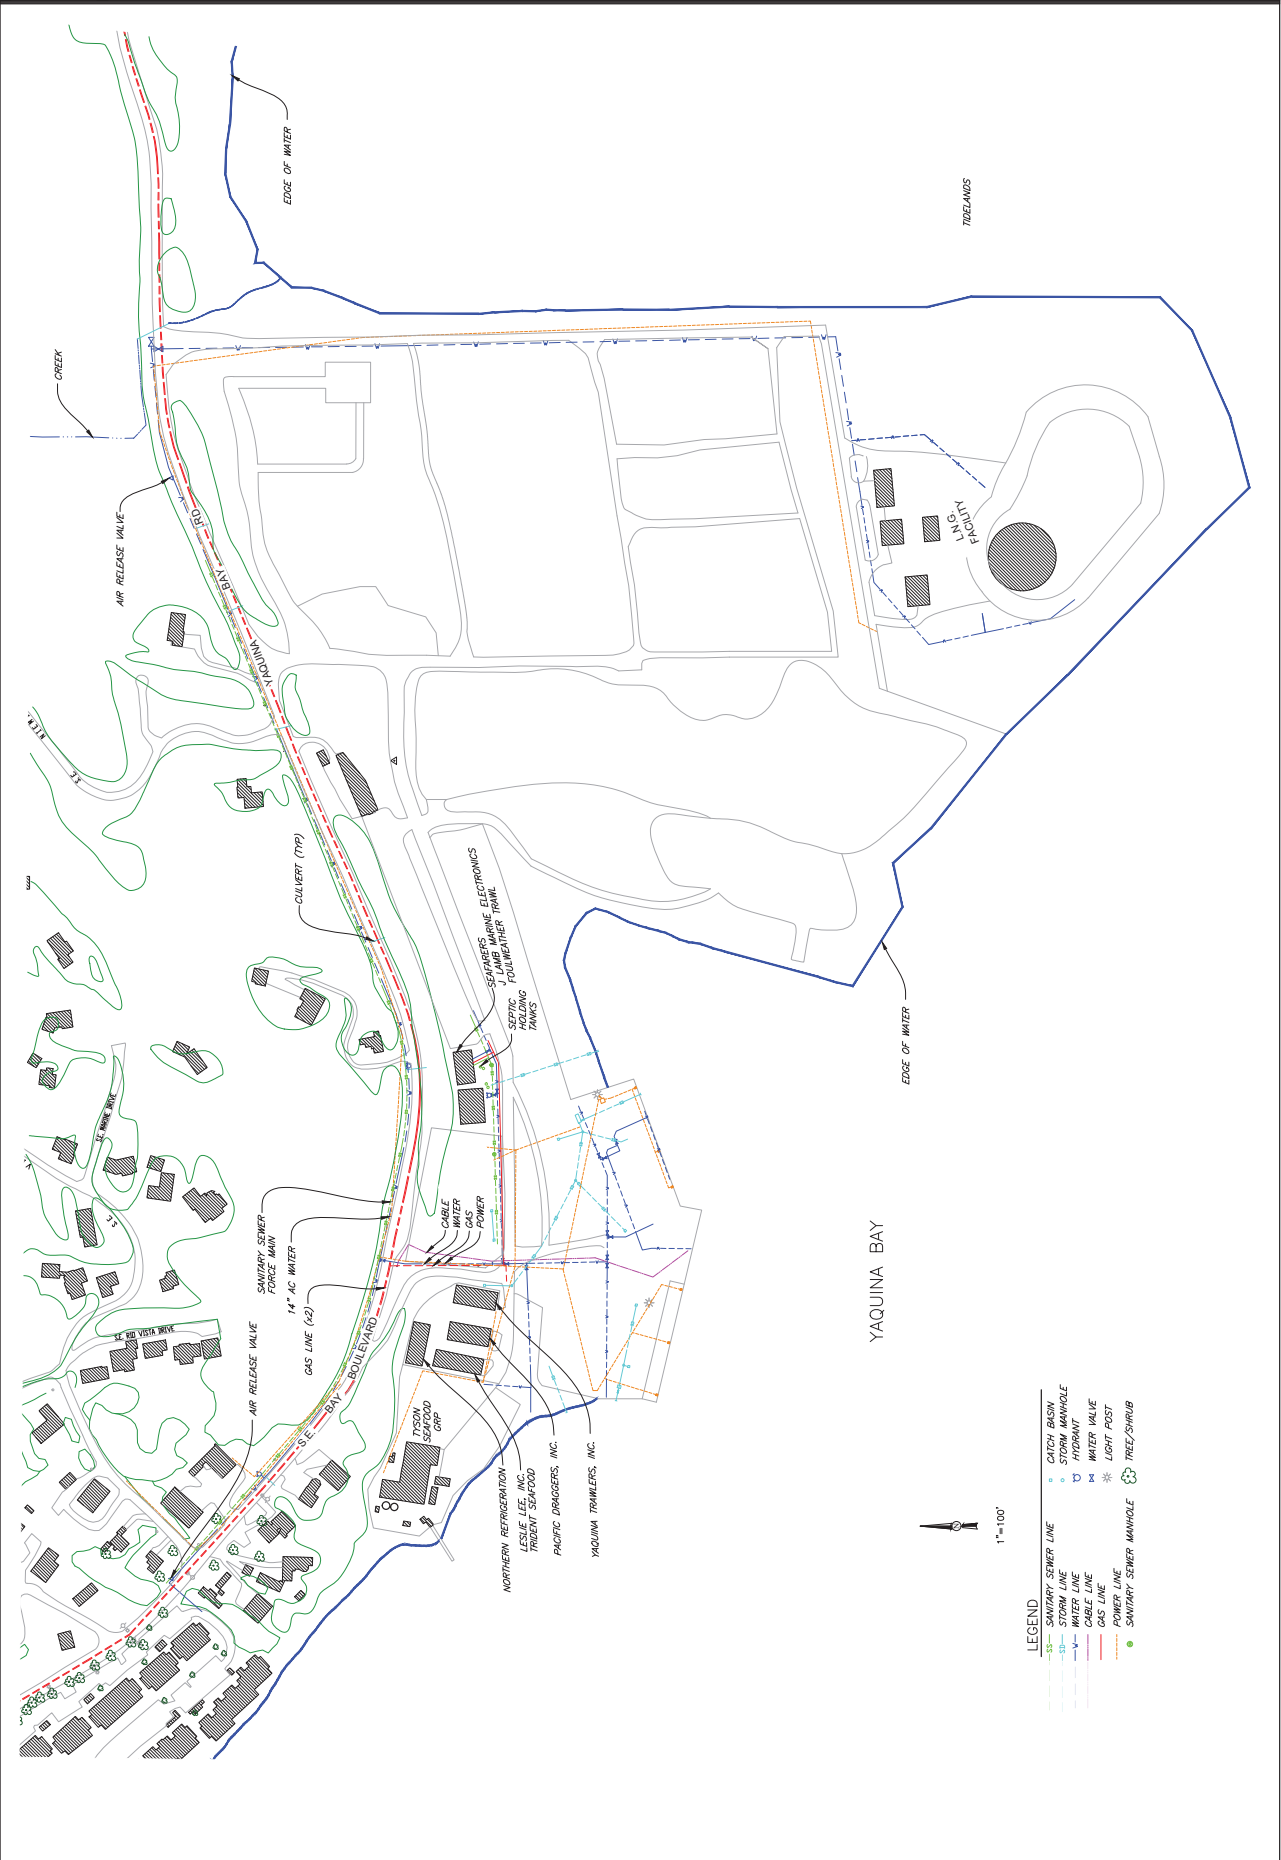 CREEK
EDGE OF WATER
TIDELANDS
AIR RELEASE VALVE
YAQUINA BAY RD
L.N.G.
FACILITY
S.E.
CULVERT (TYP)
SEAFARERS
J LAMB MARINE ELECTRONICS
FOULWEATHER TRAWL
SEPTIC
HOLDING
TANKS
EDGE OF WATER
S.E. MARINE DRIVE
S.E.
SANITARY SEWER
FORCE MAIN
14" AC WATER
GAS LINE (x2)
CABLE
WATER
GAS
POWER
S.E. RIO VISTA DRIVE
AIR RELEASE VALVE
S.E. BAY BOULEVARD
TYSON
SEAFOOD
GRP
NORTHERN REFRIGERATION
LESLIE LEE, INC.
TRIDENT SEAFOOD
PACIFIC DRAGGERS, INC.
YAQUINA TRAWLERS, INC.
YAQUINA BAY
1"=100'
LEGEND
SS SANITARY SEWER LINE
SD STORM LINE
W WATER LINE
CABLE LINE
GAS LINE
POWER LINE
SANITARY SEWER MANHOLE
CATCH BASIN
STORM MANHOLE
HYDRANT
WATER VALVE
LIGHT POST
TREE/SHRUB